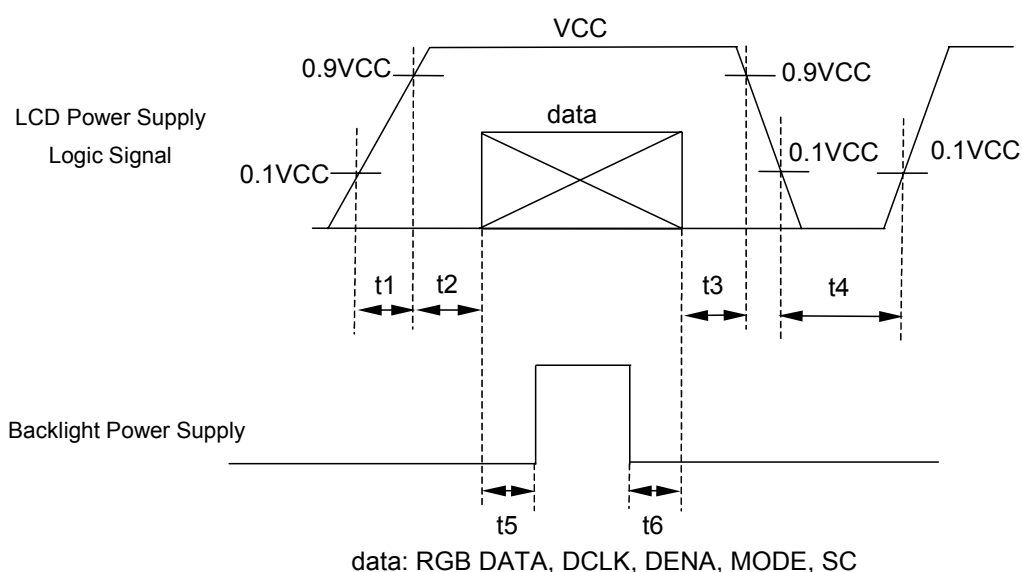 VCC
0.9VCC
0.9VCC
LCD Power Supply
Logic Signal
data
0.1VCC
0.1VCC
0.1VCC
t1
t2
t3
t4
Backlight Power Supply
t5
t6
data: RGB DATA, DCLK, DENA, MODE, SC